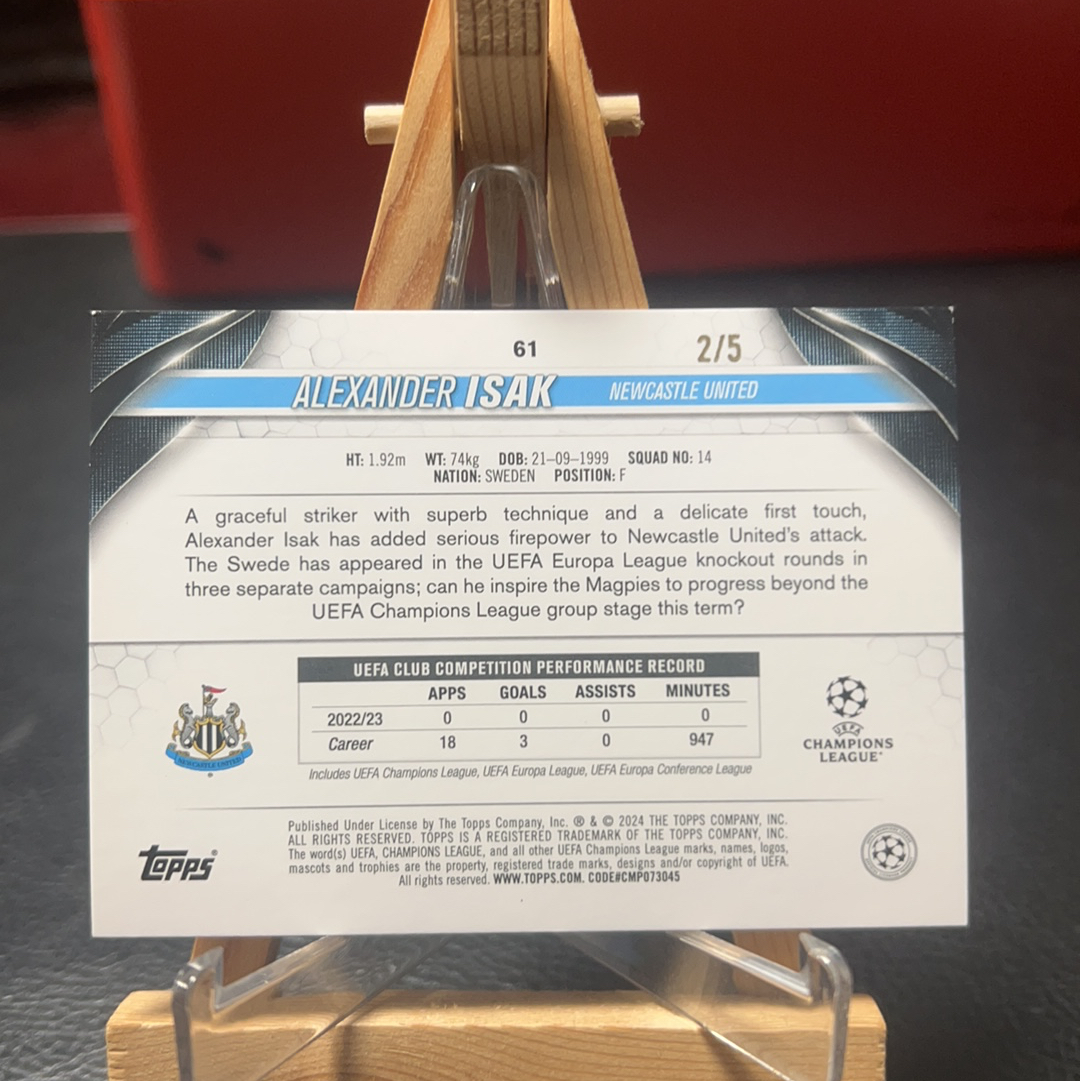 61
2/5
ALEXANDER ISAK NEWCASTLE UNITED
HT: 1.92m WT: 74kg DOB: 21-09-1999 SQUAD NO: 14
NATION: SWEDEN POSITION: F
A graceful striker with superb technique and a delicate first touch,
Alexander Isak has added serious firepower to Newcastle United's attack.
The Swede has appeared in the UEFA Europa League knockout rounds in
three separate campaigns; can he inspire the Magpies to progress beyond the
UEFA Champions League group stage this term?
UEFA CLUB COMPETITION PERFORMANCE RECORD
APPS GOALS ASSISTS MINUTES
2022/23 0 0 0 0
Career 18 3 0 947
Includes UEFA Champions League, UEFA Europa League, UEFA Europa Conference League
NEWCASTLE UNITED
UEFA
CHAMPIONS
LEAGUE
Topps®
Published Under License by The Topps Company, Inc. ® & © 2024 THE TOPPS COMPANY, INC.
ALL RIGHTS RESERVED. TOPPS IS A REGISTERED TRADEMARK OF THE TOPPS COMPANY, INC.
The word(s) UEFA, CHAMPIONS LEAGUE, and all other UEFA Champions League marks, names, logos,
mascots and trophies are the property, registered trade marks, designs and/or copyright of UEFA.
All rights reserved. WWW.TOPPS.COM. CODE#CMP073045